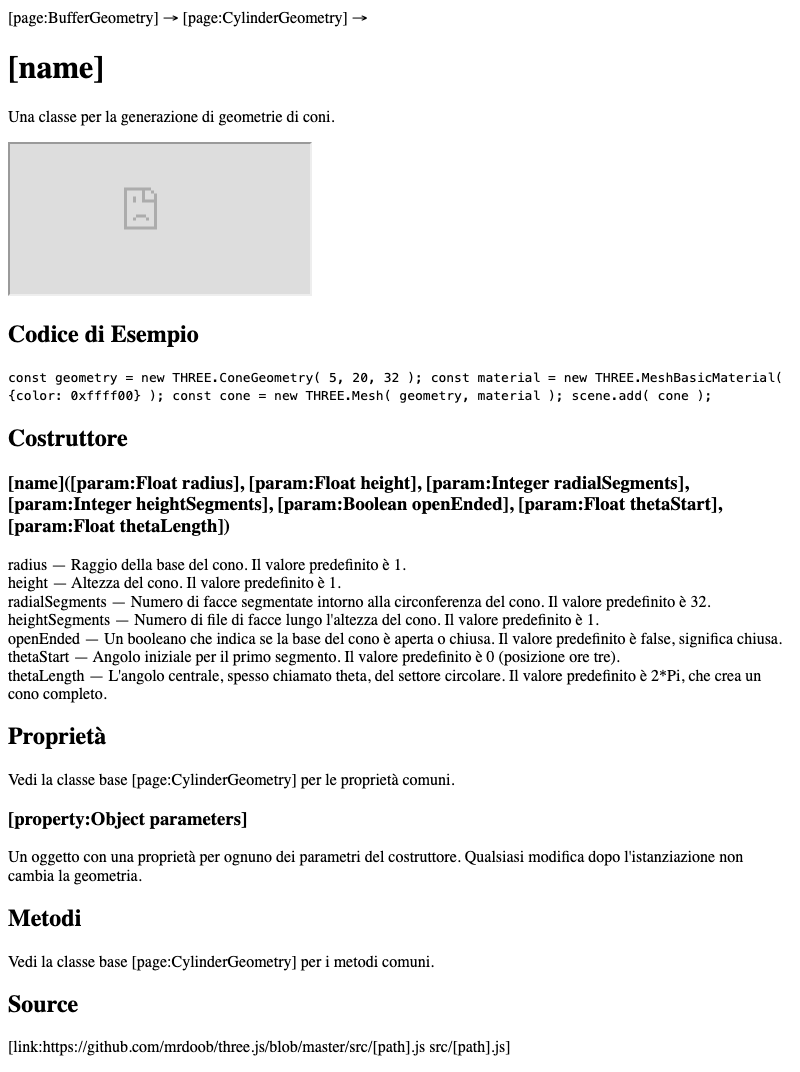 [page:BufferGeometry] → [page:CylinderGeometry] →
[name]
Una classe per la generazione di geometrie di coni.
Codice di Esempio
const geometry = new THREE.ConeGeometry( 5, 20, 32 ); const material = new THREE.MeshBasicMaterial(
{color: 0xffff00} ); const cone = new THREE.Mesh( geometry, material ); scene.add( cone );
Costruttore
[name]([param:Float radius], [param:Float height], [param:Integer radialSegments],
[param:Integer heightSegments], [param:Boolean openEnded], [param:Float thetaStart],
[param:Float thetaLength])
radius — Raggio della base del cono. Il valore predefinito è 1.
height — Altezza del cono. Il valore predefinito è 1.
radialSegments — Numero di facce segmentate intorno alla circonferenza del cono. Il valore predefinito è 32.
heightSegments — Numero di file di facce lungo l'altezza del cono. Il valore predefinito è 1.
openEnded — Un booleano che indica se la base del cono è aperta o chiusa. Il valore predefinito è false, significa chiusa.
thetaStart — Angolo iniziale per il primo segmento. Il valore predefinito è 0 (posizione ore tre).
thetaLength — L'angolo centrale, spesso chiamato theta, del settore circolare. Il valore predefinito è 2*Pi, che crea un
cono completo.
Proprietà
Vedi la classe base [page:CylinderGeometry] per le proprietà comuni.
[property:Object parameters]
Un oggetto con una proprietà per ognuno dei parametri del costruttore. Qualsiasi modifica dopo l'istanziazione non
cambia la geometria.
Metodi
Vedi la classe base [page:CylinderGeometry] per i metodi comuni.
Source
[link:https://github.com/mrdoob/three.js/blob/master/src/[path].js src/[path].js]